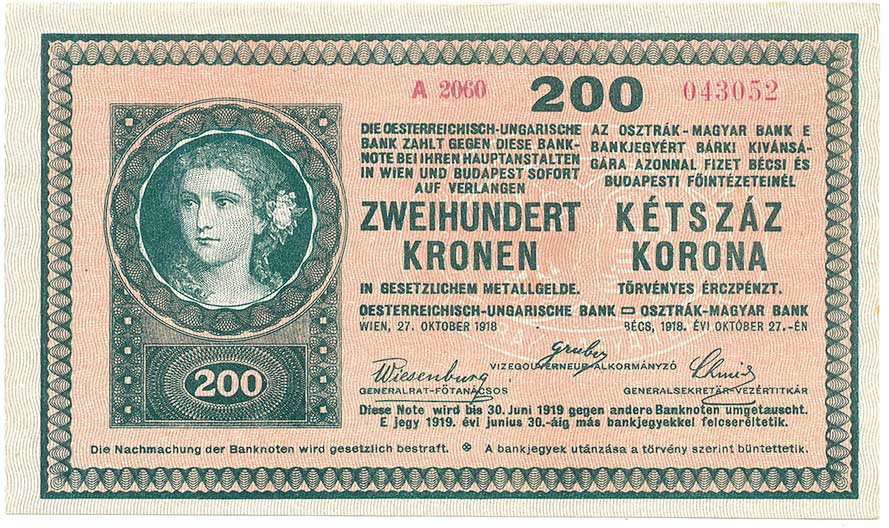 A 2060 200 043052
DIE OESTERREICHISCH-UNGARISCHE
BANK ZAHLT GEGEN DIESE BANK-
NOTE BEI IHREN HAUPTANSTALTEN
IN WIEN UND BUDAPEST SOFORT
AUF VERLANGEN
ZWEIHUNDERT
KRONEN
IN GESETZLICHEM METALLGELDE.
OESTERREICHISCH-UNGARISCHE BANK
WIEN, 27. OKTOBER 1918
AZ OSZTRÁK-MAGYAR BANK E
BANKJEGYÉRT BÁRKI KIVÁNSÁ-
GÁRA AZONNAL FIZET BÉCSI ÉS
BUDAPESTI FŐINTÉZETEINÉL
KÉTSZÁZ
KORONA
TÖRVÉNYES ÉRCZPÉNZT.
OSZTRÁK-MAGYAR BANK
BÉCS, 1918. ÉVI OKTÓBER 27.-ÉN
200
Wiesenburg
GENERALRAT-FŐTANÁCSOS
Gruber
VIZEGOUVERNEUR-ALKORMÁNYZÓ
Schmid
GENERALSEKRETÄR-VEZÉRTITKÁR
Diese Note wird bis 30. Juni 1919 gegen andere Banknoten umgetauscht.
E jegy 1919. évi junius 30.-áig más bankjegyekkel felcseréltetik.
Die Nachmachung der Banknoten wird gesetzlich bestraft. A bankjegyek utánzása a törvény szerint büntettetik.